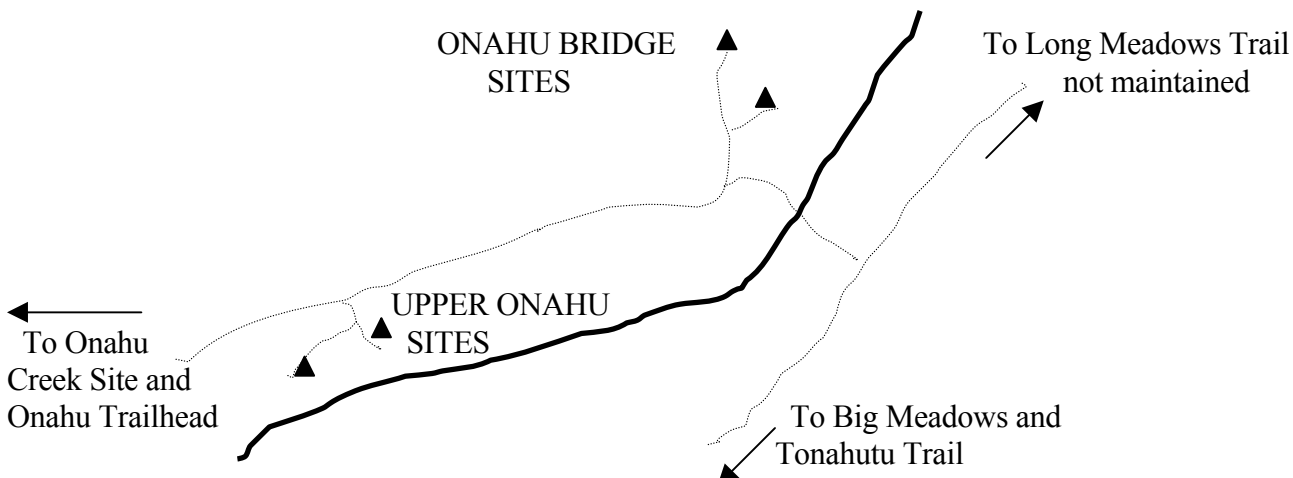 ONAHU BRIDGE
SITES
To Long Meadows Trail
not maintained
UPPER ONAHU
SITES
To Onahu
Creek Site and
Onahu Trailhead
To Big Meadows and
Tonahutu Trail